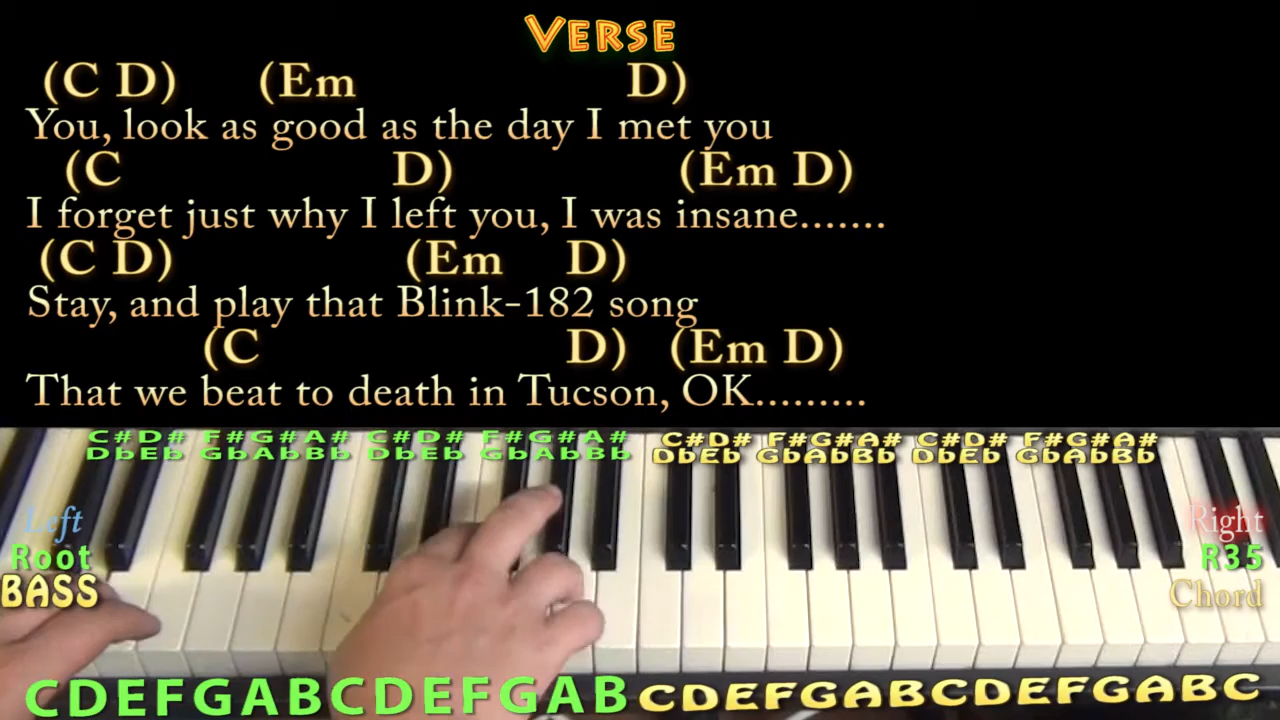 VERSE
(C D) (Em D)
You, look as good as the day I met you
(C D) (Em D)
I forget just why I left you, I was insane.......
(C D) (Em D)
Stay, and play that Blink-182 song
(C D) (Em D)
That we beat to death in Tucson, OK.........
C#D# F#G#A# C#D# F#G#A# C#D# F#G#A# C#D# F#G#A#
DbEb GbAbBb DbEb GbAbBb DbEb GbAbBb DbEb GbAbBb
Left
Root
BASS
Right
R35
Chord
CDEFGABCDEFGAB CDEFGABCDEFGABC